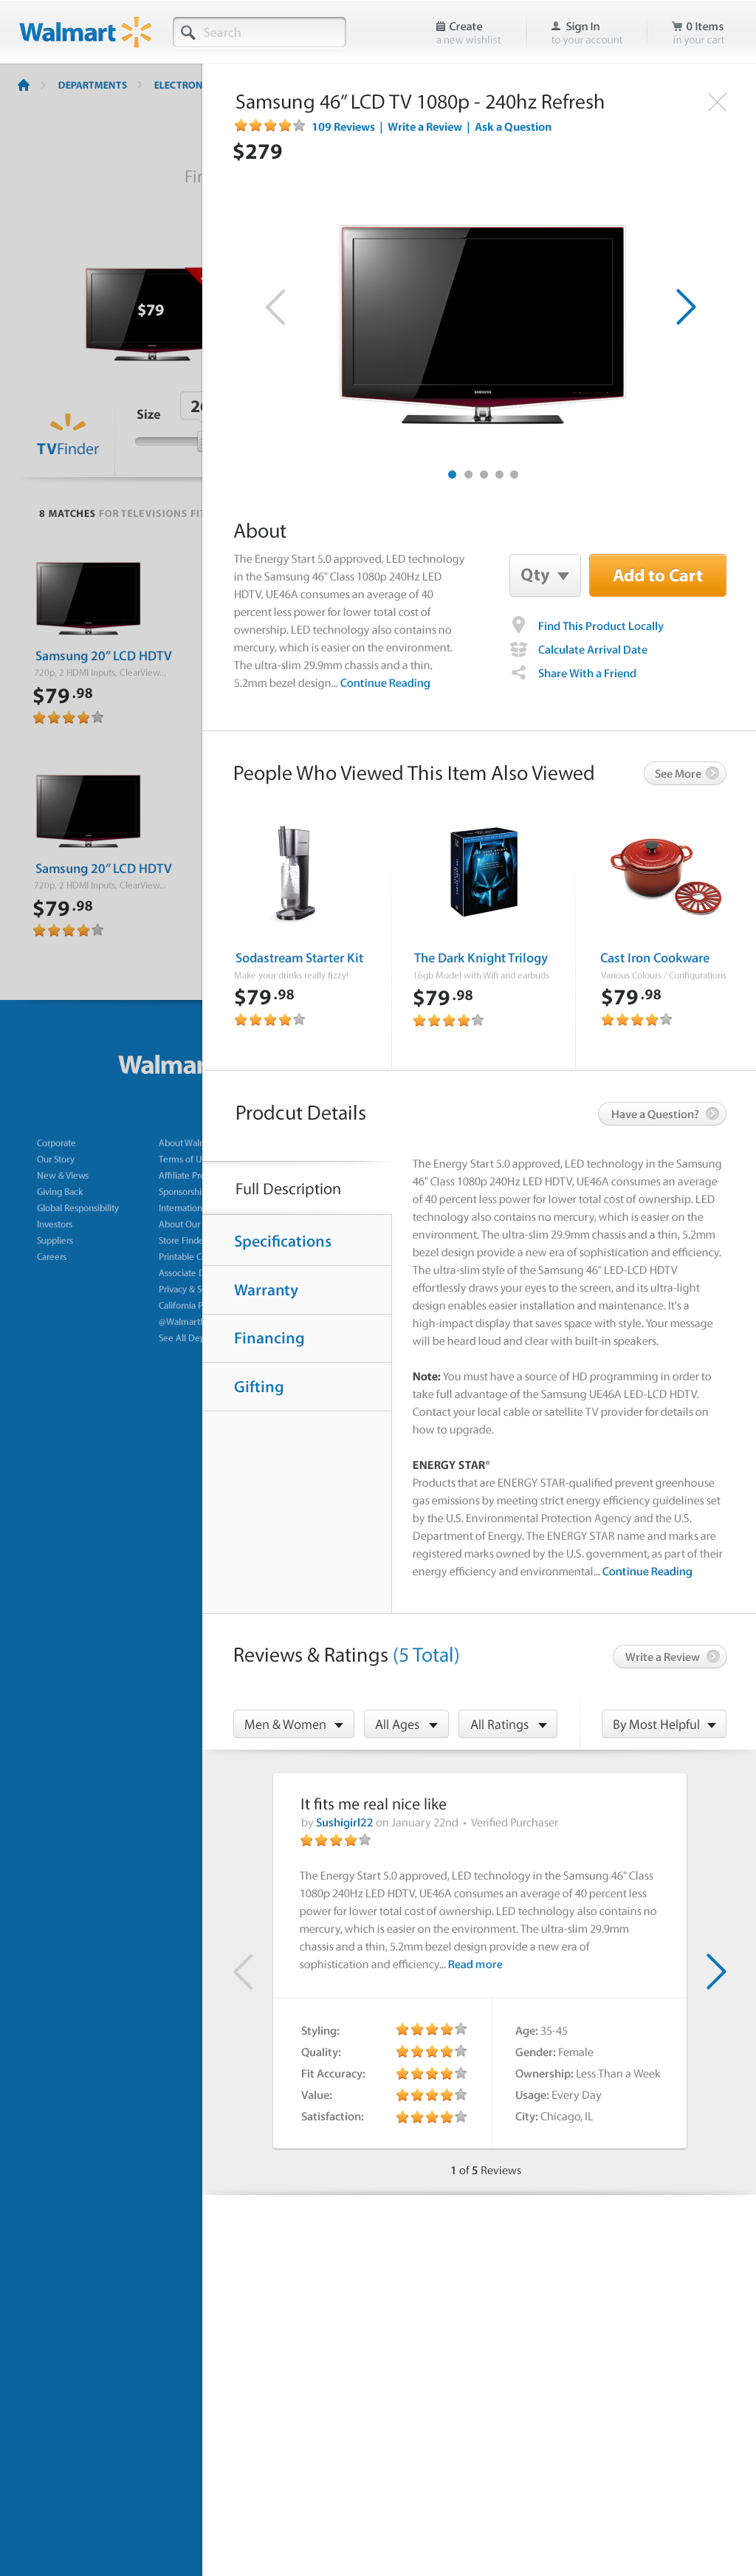 Walmart
Search
Create
a new wishlist
Sign In
to your account
0 Items
in your cart
DEPARTMENTS
Samsung 46” LCD TV 1080p - 240hz Refresh
109 Reviews | Write a Review | Ask a Question
$279
$79
Size
TVFinder
8 MATCHES FOR TELEVISIONS
Samsung 20” LCD HDTV
720p, 2 HDMI Inputs, ClearView...
$79.98
Samsung 20” LCD HDTV
720p, 2 HDMI Inputs, ClearView...
$79.98
SAMSUNG
About
The Energy Start 5.0 approved, LED technology
in the Samsung 46" Class 1080p 240Hz LED
HDTV, UE46A consumes an average of 40
percent less power for lower total cost of
ownership. LED technology also contains no
mercury, which is easier on the environment.
The ultra-slim 29.9mm chassis and a thin,
5.2mm bezel design... Continue Reading
Qty
Add to Cart
Find This Product Locally
Calculate Arrival Date
Share With a Friend
People Who Viewed This Item Also Viewed
See More
Sodastream Starter Kit
Make your drinks really fizzy!
$79.98
The Dark Knight Trilogy
16gb Model with Wifi and earbuds
$79.98
Cast Iron Cookware
Various Colours / Configurations
$79.98
Walmar
Corporate
Our Story
New & Views
Giving Back
Global Responsibility
Investors
Suppliers
Careers
About Waln
Terms of U
Affiliate Pro
Sponsorshi
Internation
About Our
Store Finde
Printable C
Associate D
Privacy & Se
California P
@Walmartl
See All Dep
Prodcut Details
Have a Question?
Full Description
Specifications
Warranty
Financing
Gifting
The Energy Start 5.0 approved, LED technology in the Samsung
46" Class 1080p 240Hz LED HDTV, UE46A consumes an average
of 40 percent less power for lower total cost of ownership. LED
technology also contains no mercury, which is easier on the
environment. The ultra-slim 29.9mm chassis and a thin, 5.2mm
bezel design provide a new era of sophistication and efficiency.
The ultra-slim style of the Samsung 46" LED-LCD HDTV
effortlessly draws your eyes to the screen, and its ultra-light
design enables easier installation and maintenance. It's a
high-impact display that saves space with style. Your message
will be heard loud and clear with built-in speakers.
Note: You must have a source of HD programming in order to
take full advantage of the Samsung UE46A LED-LCD HDTV.
Contact your local cable or satellite TV provider for details on
how to upgrade.
ENERGY STAR®
Products that are ENERGY STAR-qualified prevent greenhouse
gas emissions by meeting strict energy efficiency guidelines set
by the U.S. Environmental Protection Agency and the U.S.
Department of Energy. The ENERGY STAR name and marks are
registered marks owned by the U.S. government, as part of their
energy efficiency and environmental... Continue Reading
Reviews & Ratings (5 Total)
Write a Review
Men & Women
All Ages
All Ratings
By Most Helpful
It fits me real nice like
by Sushigirl22 on January 22nd • Verified Purchaser
The Energy Start 5.0 approved, LED technology in the Samsung 46" Class
1080p 240Hz LED HDTV, UE46A consumes an average of 40 percent less
power for lower total cost of ownership. LED technology also contains no
mercury, which is easier on the environment. The ultra-slim 29.9mm
chassis and a thin, 5.2mm bezel design provide a new era of
sophistication and efficiency... Read more
Styling:
Quality:
Fit Accuracy:
Value:
Satisfaction:
Age: 35-45
Gender: Female
Ownership: Less Than a Week
Usage: Every Day
City: Chicago, IL
1 of 5 Reviews